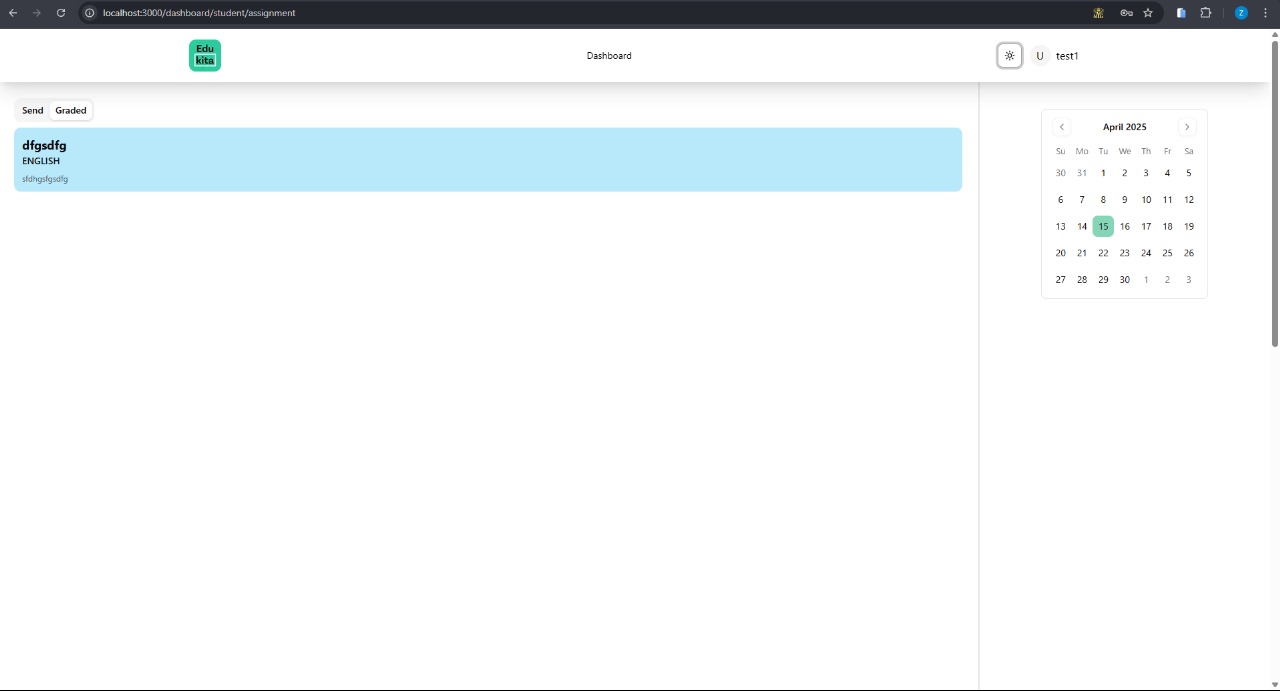 localhost:3000/dashboard/student/assignment
Z
Edu
kita
Dashboard
U test1
Send Graded
dfgsdfg
ENGLISH
sfdhgsfgsdfg
April 2025
Su Mo Tu We Th Fr Sa
30 31 1 2 3 4 5
6 7 8 9 10 11 12
13 14 15 16 17 18 19
20 21 22 23 24 25 26
27 28 29 30 1 2 3